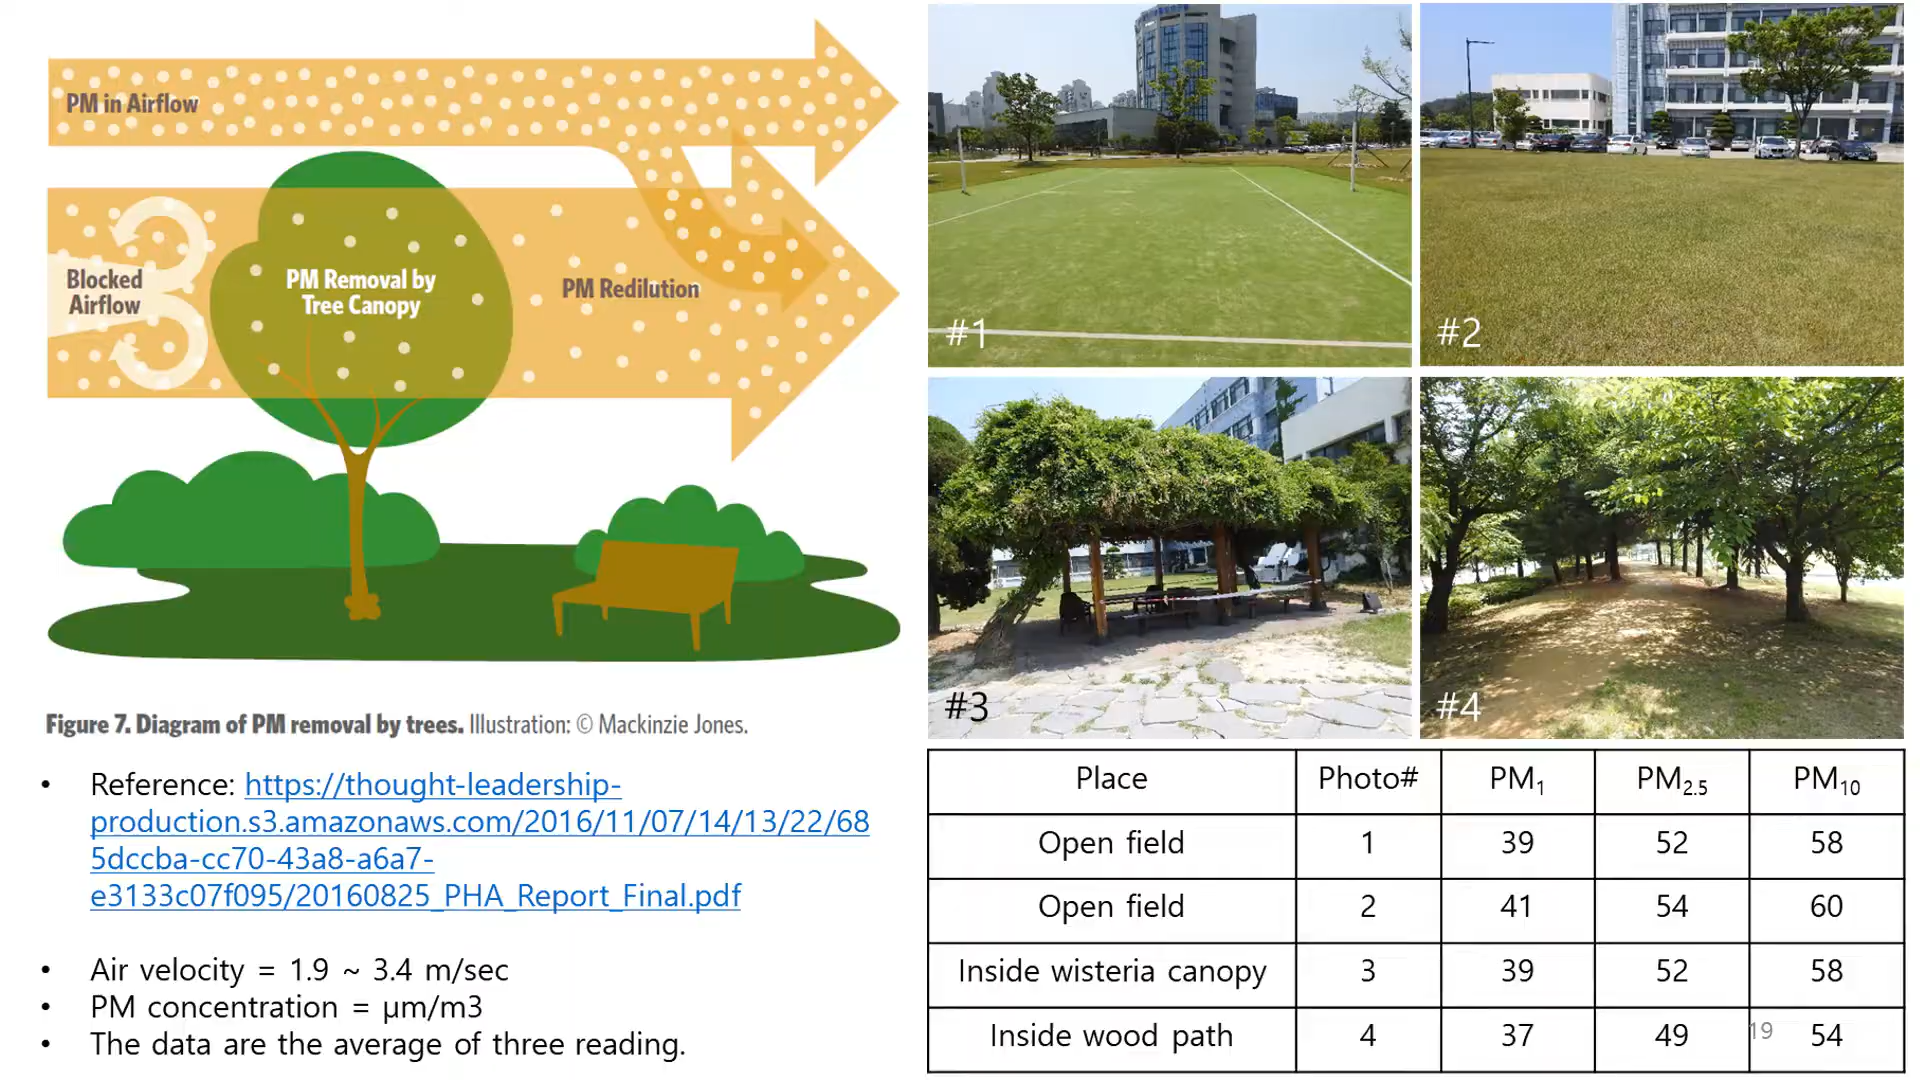 PM in Airflow
Blocked
Airflow
PM Removal by
Tree Canopy
PM Redilution
Figure 7. Diagram of PM removal by trees. Illustration: © Mackinzie Jones.
• Reference: https://thought-leadership-
production.s3.amazonaws.com/2016/11/07/14/13/22/68
5dccba-cc70-43a8-a6a7-
e3133c07f095/20160825_PHA_Report_Final.pdf
• Air velocity = 1.9 ~ 3.4 m/sec
• PM concentration = μm/m3
• The data are the average of three reading.
#1
#2
#3
#4
Place Photo# PM1 PM2.5 PM10
Open field 1 39 52 58
Open field 2 41 54 60
Inside wisteria canopy 3 39 52 58
Inside wood path 4 37 49 54
19